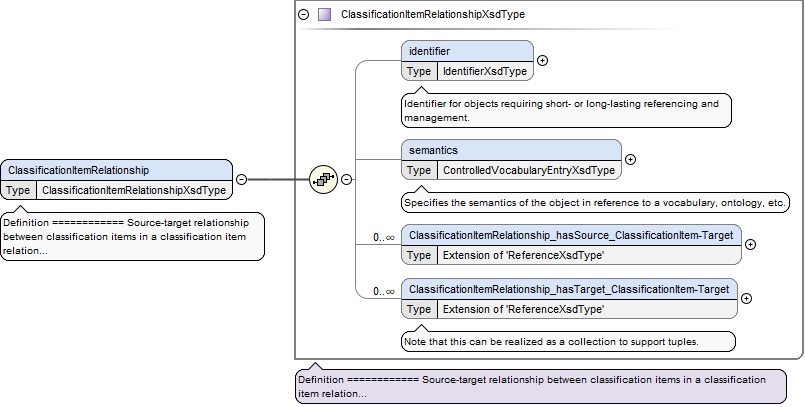 ClassificationItemRelationshipXsdType
identifier
Type IdentifierXsdType
Identifier for objects requiring short- or long-lasting referencing and
management.
semantics
Type ControlledVocabularyEntryXsdType
Specifies the semantics of the object in reference to a vocabulary, ontology, etc.
ClassificationItemRelationship
Type ClassificationItemRelationshipXsdType
Definition ============ Source-target relationship
between classification items in a classification item
relation...
0..∞
ClassificationItemRelationship_hasSource_ClassificationItem-Target
Type Extension of 'ReferenceXsdType'
0..∞
ClassificationItemRelationship_hasTarget_ClassificationItem-Target
Type Extension of 'ReferenceXsdType'
Note that this can be realized as a collection to support tuples.
Definition ============ Source-target relationship between classification items in a classification
item relation...